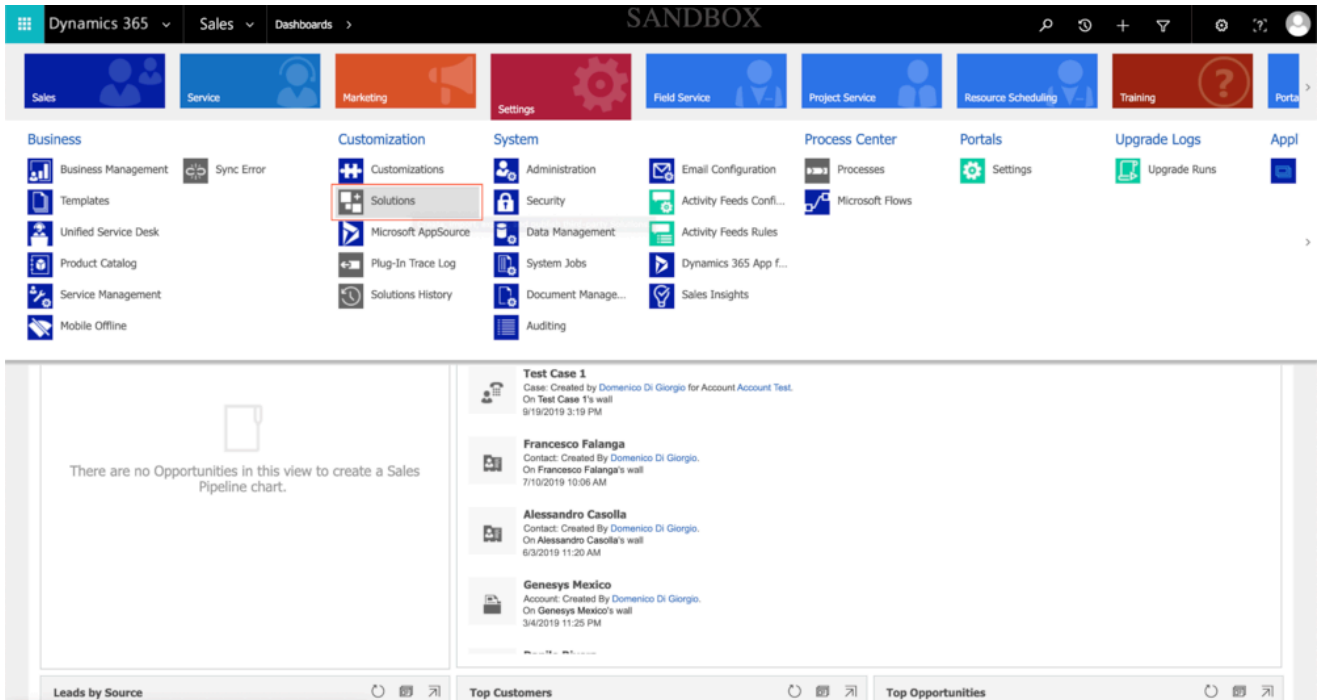 Dynamics 365
Sales
Dashboards
SANDBOX
Sales
Service
Marketing
Settings
Field Service
Project Service
Resource Scheduling
Training
Porta
Business
Customization
System
Process Center
Portals
Upgrade Logs
Appl
Business Management
Sync Error
Customizations
Administration
Email Configuration
Processes
Settings
Upgrade Runs
Templates
Solutions
Security
Activity Feeds Confi...
Microsoft Flows
Unified Service Desk
Microsoft AppSource
Data Management
Activity Feeds Rules
Product Catalog
Plug-In Trace Log
System Jobs
Dynamics 365 App f...
Service Management
Solutions History
Document Manage...
Sales Insights
Mobile Offline
Auditing
There are no Opportunities in this view to create a Sales
Pipeline chart.
Test Case 1
Case: Created by Domenico Di Giorgio for Account Account Test.
On Test Case 1's wall
9/19/2019 3:19 PM
Francesco Falanga
Contact: Created By Domenico Di Giorgio.
On Francesco Falanga's wall
7/10/2019 10:06 AM
Alessandro Casolla
Contact: Created By Domenico Di Giorgio.
On Alessandro Casolla's wall
6/3/2019 11:20 AM
Genesys Mexico
Account: Created By Domenico Di Giorgio.
On Genesys Mexico's wall
3/4/2019 11:25 PM
Leads by Source
Top Customers
Top Opportunities